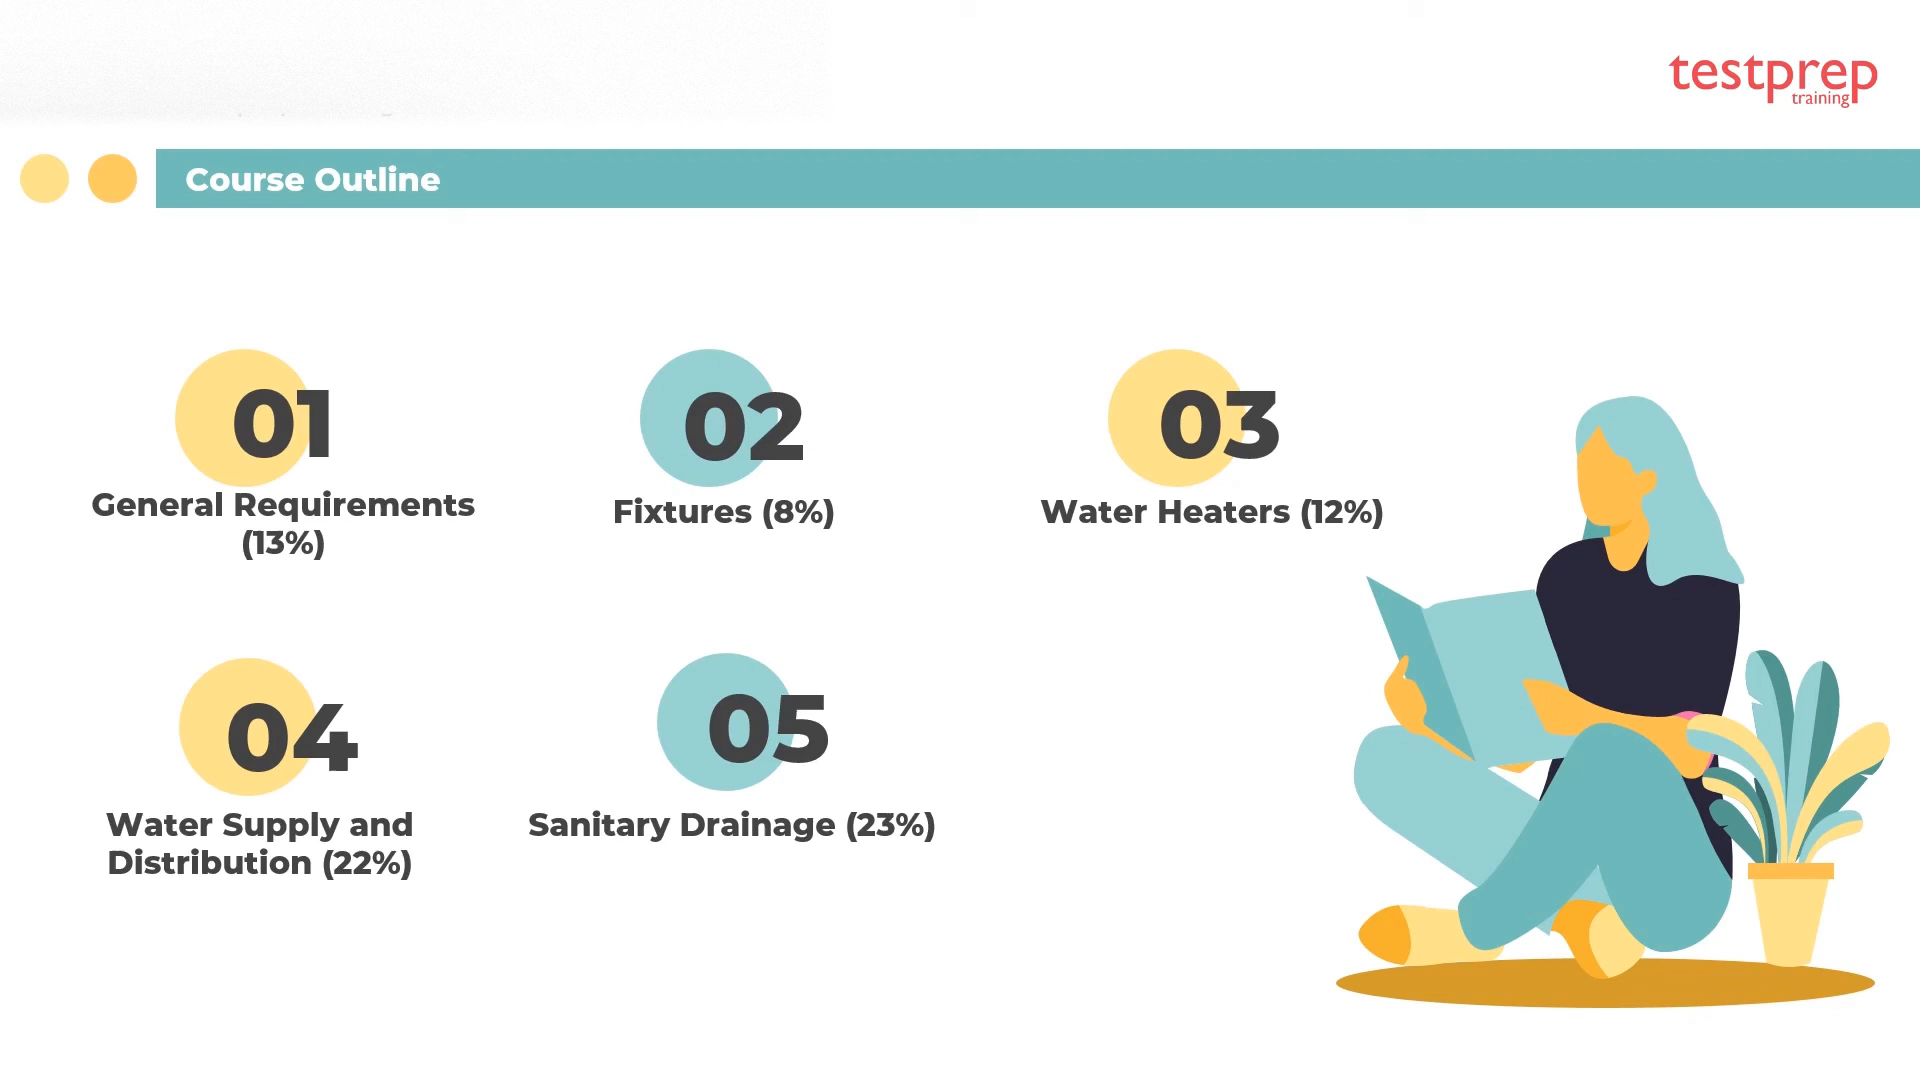 testprep
training
Course Outline
01
General Requirements
(13%)
02
Fixtures (8%)
03
Water Heaters (12%)
04
Water Supply and
Distribution (22%)
05
Sanitary Drainage (23%)